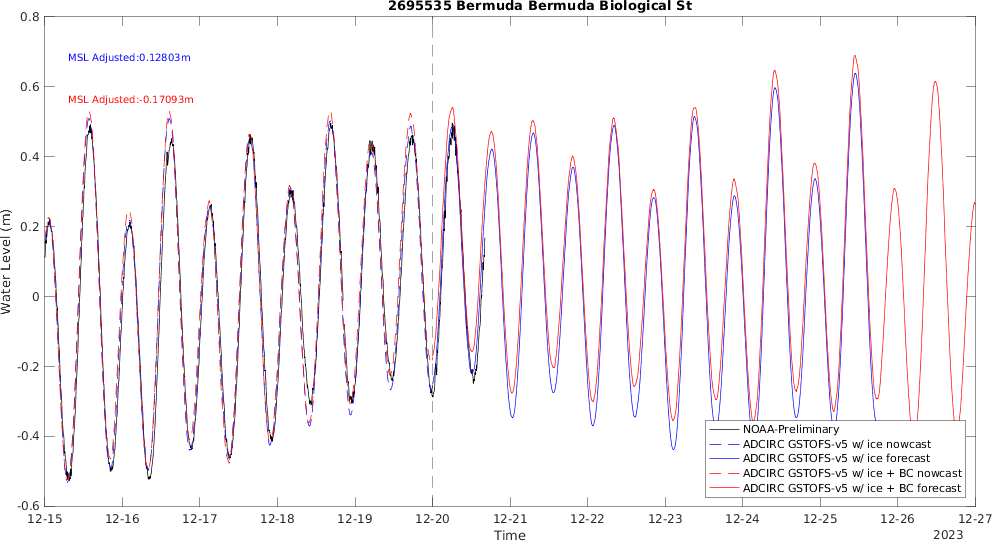 2695535 Bermuda Bermuda Biological St
0.8
MSL Adjusted:0.12803m
0.6
MSL Adjusted:-0.17093m
0.4
0.2
Water Level (m)
0
-0.2
-0.4
NOAA-Preliminary
ADCIRC GSTOFS-v5 w/ ice nowcast
ADCIRC GSTOFS-v5 w/ ice forecast
ADCIRC GSTOFS-v5 w/ ice + BC nowcast
ADCIRC GSTOFS-v5 w/ ice + BC forecast
-0.6
12-15 12-16 12-17 12-18 12-19 12-20 12-21 12-22 12-23 12-24 12-25 12-26 12-27
Time
2023